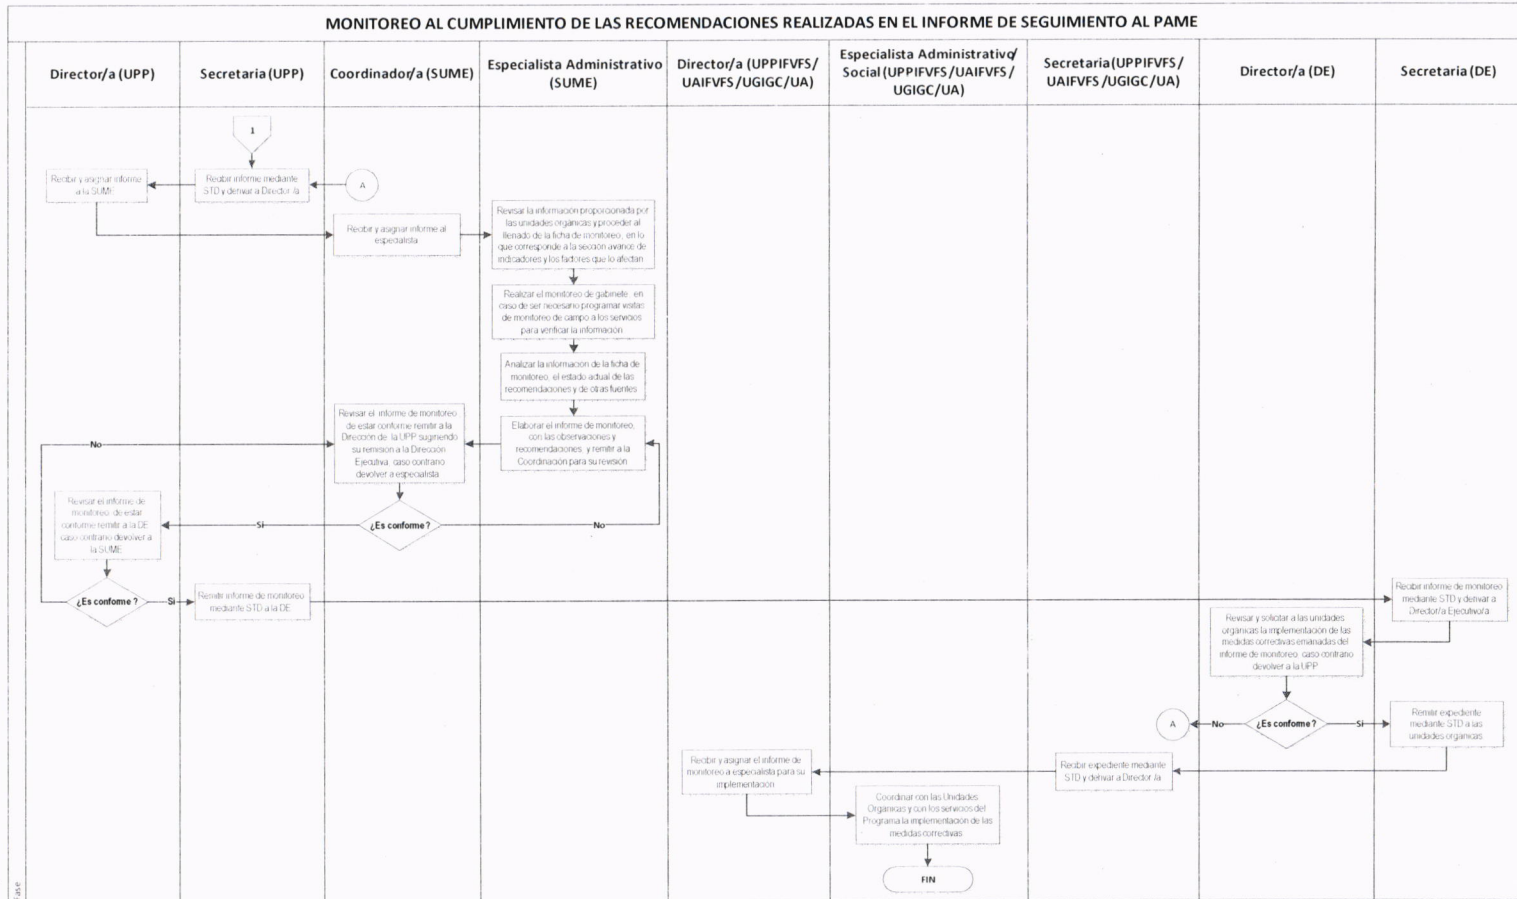 MONITOREO AL CUMPLIMIENTO DE LAS RECOMENDACIONES REALIZADAS EN EL INFORME DE SEGUIMIENTO AL PAME
Director/a (UPP)
Secretaria (UPP)
Coordinador/a (SUME)
Especialista Administrativo
(SUME)
Director/a (UPPIFVFS/
UAIFVFS/UGIGC/UA)
Especialista Administrativo/
Social (UPPIFVFS/UAIFVFS/
UGIGC/UA)
Secretaria (UPPIFVFS/
UAIFVFS/UGIGC/UA)
Director/a (DE)
Secretaria (DE)
1
Recibir y asignar informe
a la SUME
Recibir informe mediante
STD y derivar a Director /a
A
Recibir y asignar informe al
especialista
Revisar la información proporcionada por
las unidades orgánicas y proceder al
llenado de la ficha de monitoreo, en lo
que corresponde a la sección avance de
indicadores y los factores que lo afectan
Realizar el monitoreo de gabinete en
caso de ser necesario programar visitas
de monitoreo de campo a los servicios
para verificar la información
Analizar la información de la ficha de
monitoreo, el estado actual de las
recomendaciones y de otras fuentes
Elaborar el informe de monitoreo,
con las observaciones y
recomendaciones y remitir a la
Coordinación para su revisión
Revisar el informe de monitoreo
de estar conforme remitir a la
Dirección de la UPP sugiriendo
su remisión a la Dirección
Ejecutiva caso contrario
devolver a especialista
No
Revisar el informe de
monitoreo de estar
conforme remitir a la DE
caso contrario devolver a
la SUME
Si
¿Es conforme ?
No
¿Es conforme ?
Si
Remitir informe de monitoreo
mediante STD a la DE
Si
Recibir informe de monitoreo
mediante STD y derivar a
Director/a Ejecutivo/a
Revisar y solicitar a las unidades
orgánicas la implementación de las
medidas correctivas emanadas del
informe de monitoreo caso contrario
devolver a la UPP
A
No
¿Es conforme ?
Si
Remitir expediente
mediante STD a las
unidades orgánicas
Recibir expediente mediante
STD y derivar a Director /a
Recibir y asignar el informe de
monitoreo a especialista para su
implementación
Coordinar con las Unidades
Orgánicas y con los servicios del
Programa la implementación de las
medidas correctivas
FIN
Fase